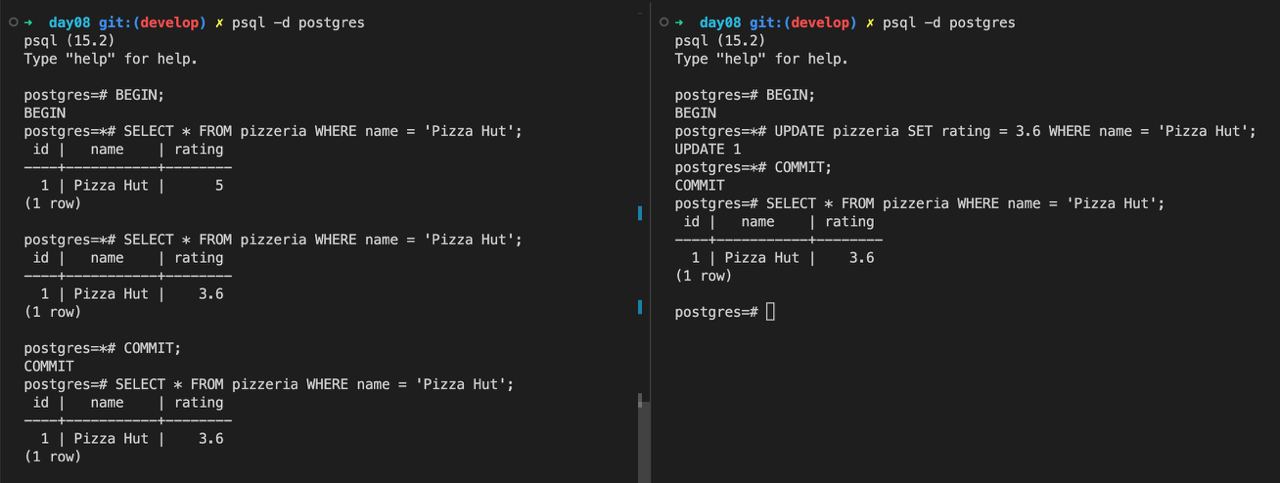 ➜ day08 git:(develop) ✗ psql -d postgres
psql (15.2)
Type "help" for help.
postgres=# BEGIN;
BEGIN
postgres=*# SELECT * FROM pizzeria WHERE name = 'Pizza Hut';
 id |   name    | rating
----+-----------+--------
  1 | Pizza Hut |      5
(1 row)
postgres=*# SELECT * FROM pizzeria WHERE name = 'Pizza Hut';
 id |   name    | rating
----+-----------+--------
  1 | Pizza Hut |    3.6
(1 row)
postgres=*# COMMIT;
COMMIT
postgres=# SELECT * FROM pizzeria WHERE name = 'Pizza Hut';
 id |   name    | rating
----+-----------+--------
  1 | Pizza Hut |    3.6
(1 row)
➜ day08 git:(develop) ✗ psql -d postgres
psql (15.2)
Type "help" for help.
postgres=# BEGIN;
BEGIN
postgres=*# UPDATE pizzeria SET rating = 3.6 WHERE name = 'Pizza Hut';
UPDATE 1
postgres=*# COMMIT;
COMMIT
postgres=# SELECT * FROM pizzeria WHERE name = 'Pizza Hut';
 id |   name    | rating
----+-----------+--------
  1 | Pizza Hut |    3.6
(1 row)
postgres=#